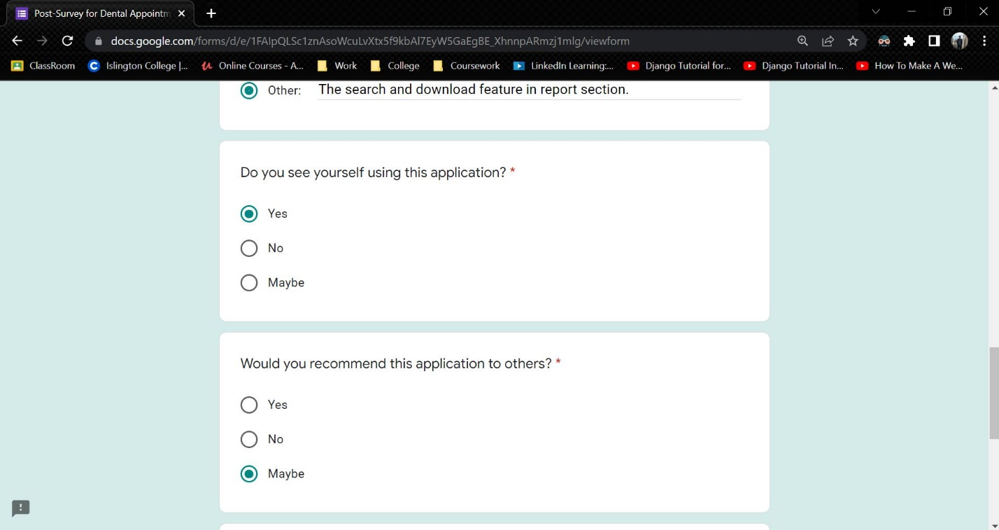 Post-Survey for Dental Appointm
docs.google.com/forms/d/e/1FAIpQLSc1znAsoWcuLvXtx5f9kbAl7EyW5GaEgBE_XhnnpARmzj1mlg/viewform
ClassRoom Islington College |... Online Courses - A... Work College Coursework LinkedIn Learning:... Django Tutorial for... Django Tutorial In... How To Make A We...
Other: The search and download feature in report section.
Do you see yourself using this application? *
Yes
No
Maybe
Would you recommend this application to others? *
Yes
No
Maybe